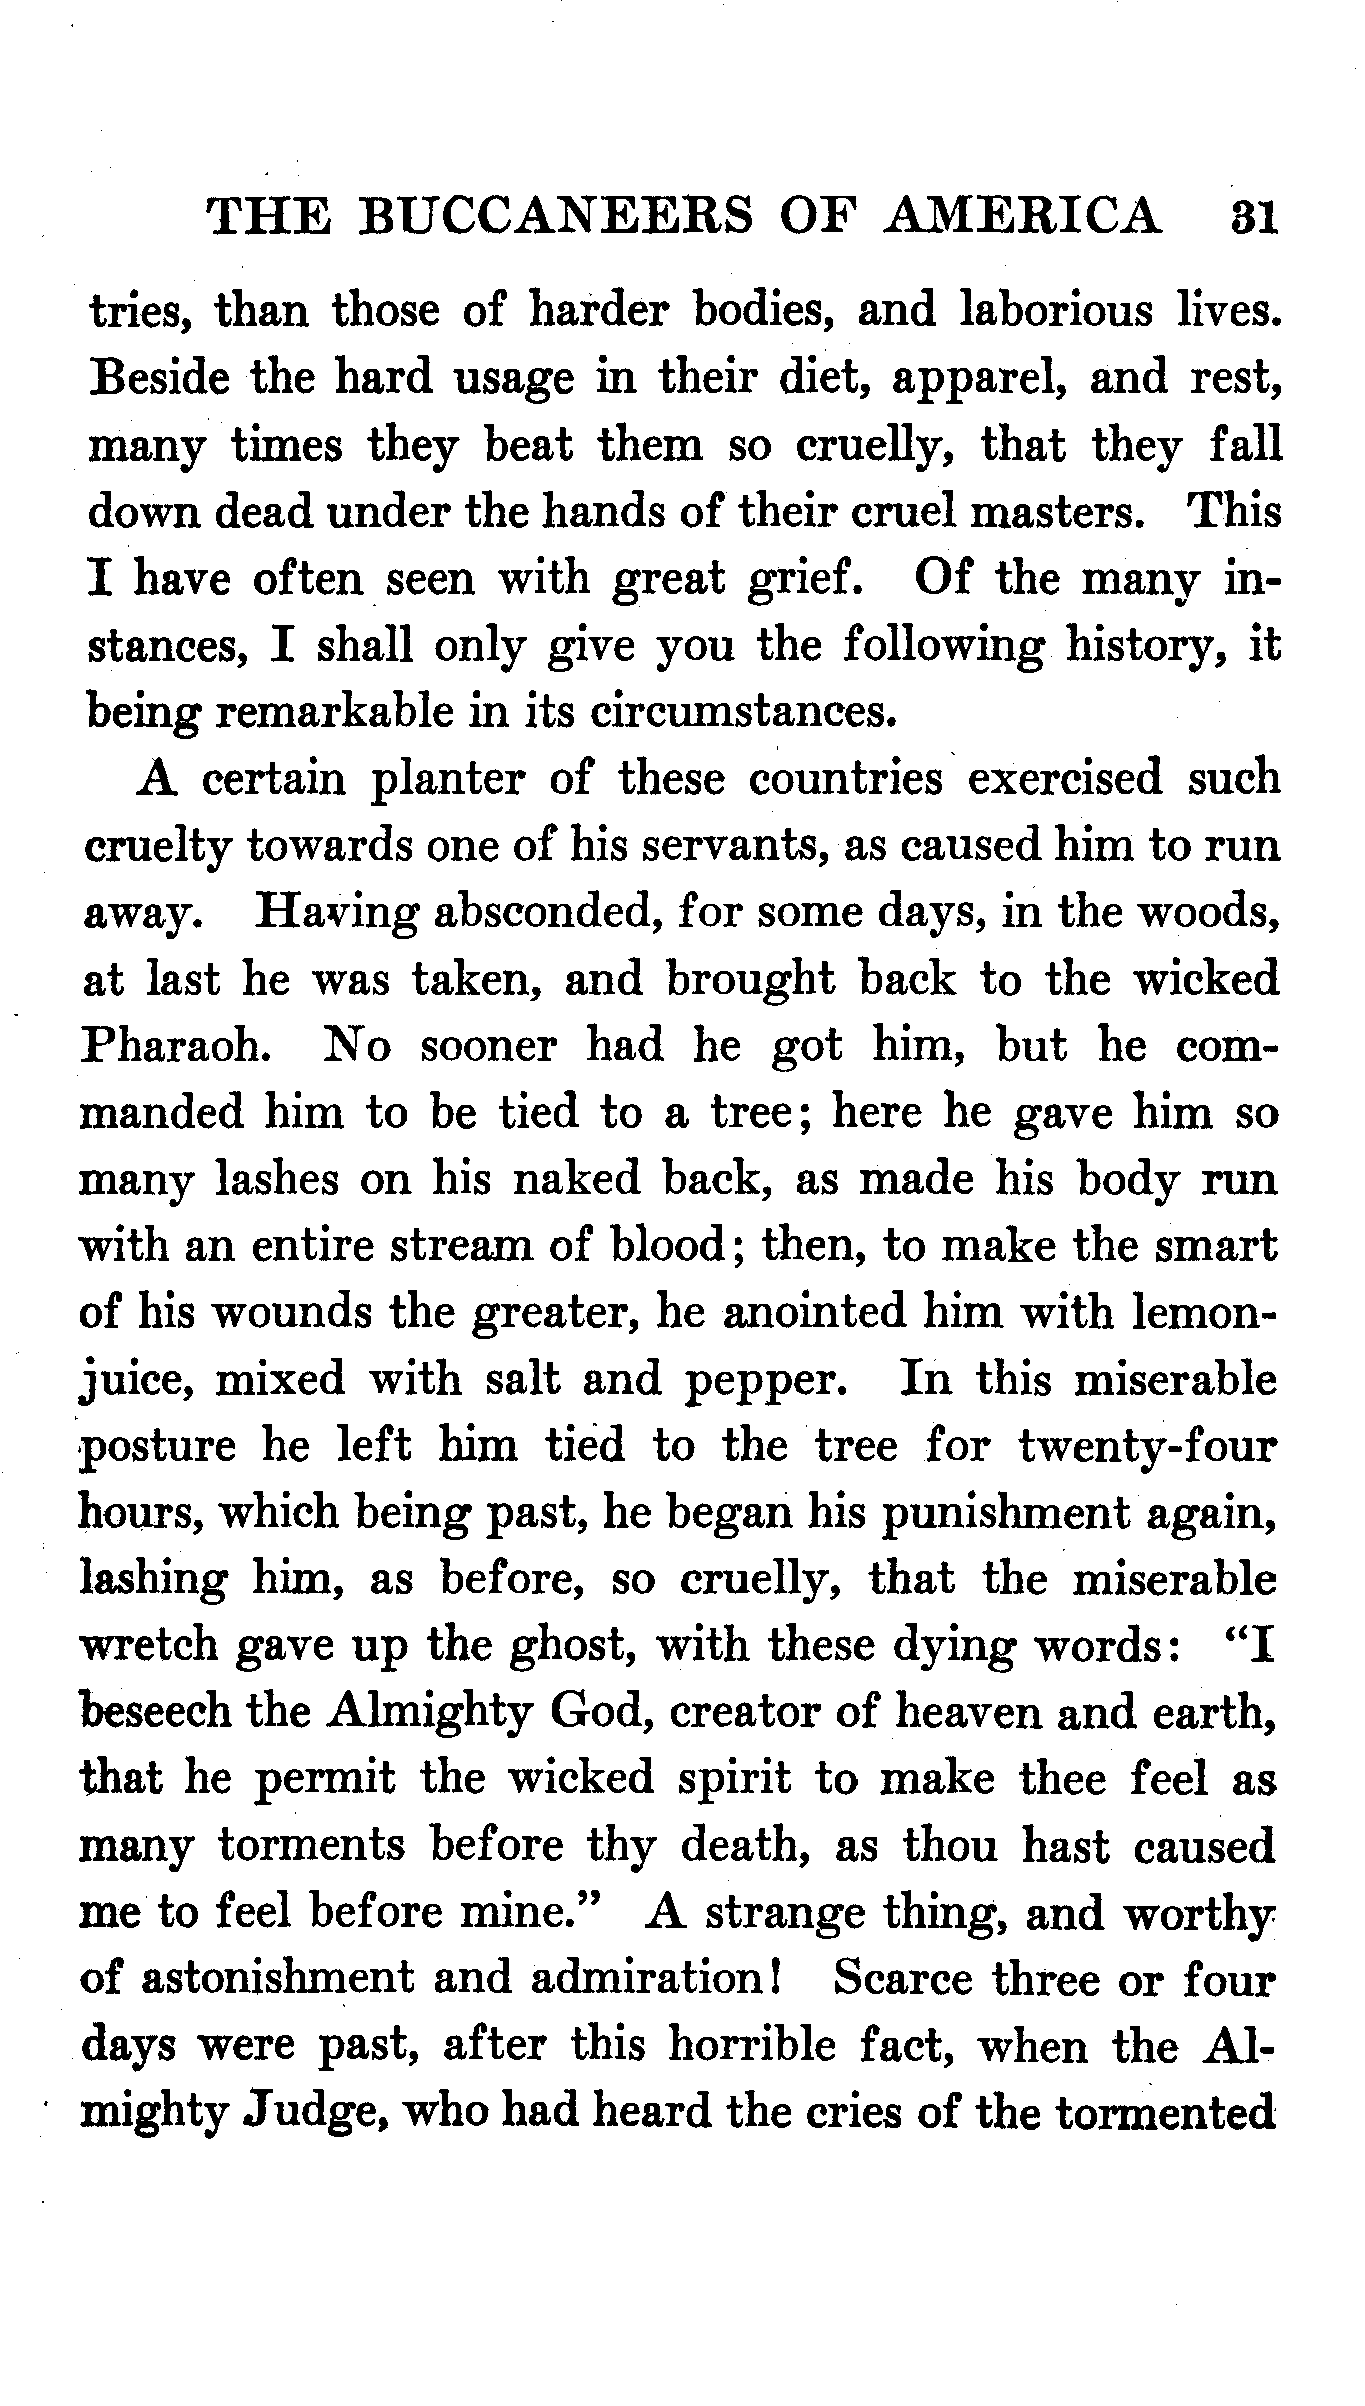 THE BUCCANEERS OF AMERICA 31
tries, than those of harder bodies, and laborious lives.
Beside the hard usage in their diet, apparel, and rest,
many times they beat them so cruelly, that they fall
down dead under the hands of their cruel masters. This
I have often seen with great grief. Of the many in-
stances, I shall only give you the following history, it
being remarkable in its circumstances.
A certain planter of these countries exercised such
cruelty towards one of his servants, as caused him to run
away. Having absconded, for some days, in the woods,
at last he was taken, and brought back to the wicked
Pharaoh. No sooner had he got him, but he com-
manded him to be tied to a tree; here he gave him so
many lashes on his naked back, as made his body run
with an entire stream of blood; then, to make the smart
of his wounds the greater, he anointed him with lemon-
juice, mixed with salt and pepper. In this miserable
posture he left him tied to the tree for twenty-four
hours, which being past, he began his punishment again,
lashing him, as before, so cruelly, that the miserable
wretch gave up the ghost, with these dying words: "I
beseech the Almighty God, creator of heaven and earth,
that he permit the wicked spirit to make thee feel as
many torments before thy death, as thou hast caused
me to feel before mine." A strange thing, and worthy
of astonishment and admiration! Scarce three or four
days were past, after this horrible fact, when the Al-
mighty Judge, who had heard the cries of the tormented